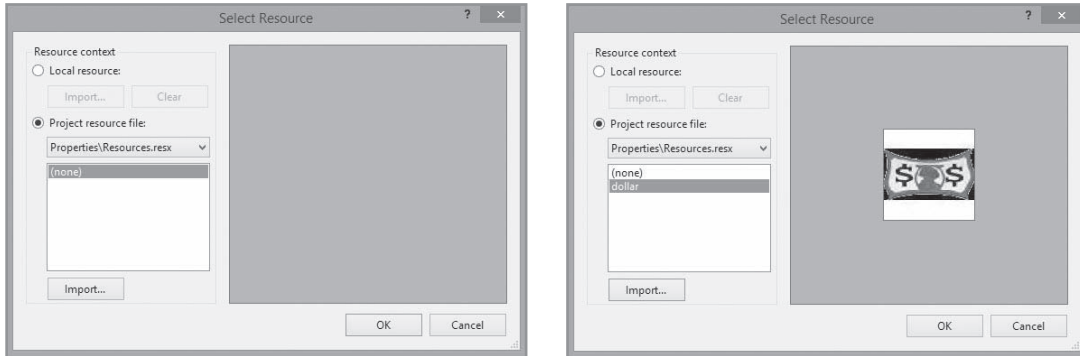 Select Resource
? ×
Resource context
Local resource:
Import... Clear
Project resource file:
Properties\Resources.resx
(none)
Import...
OK Cancel
Select Resource
? ×
Resource context
Local resource:
Import... Clear
Project resource file:
Properties\Resources.resx
(none)
dollar
$ $
Import...
OK Cancel